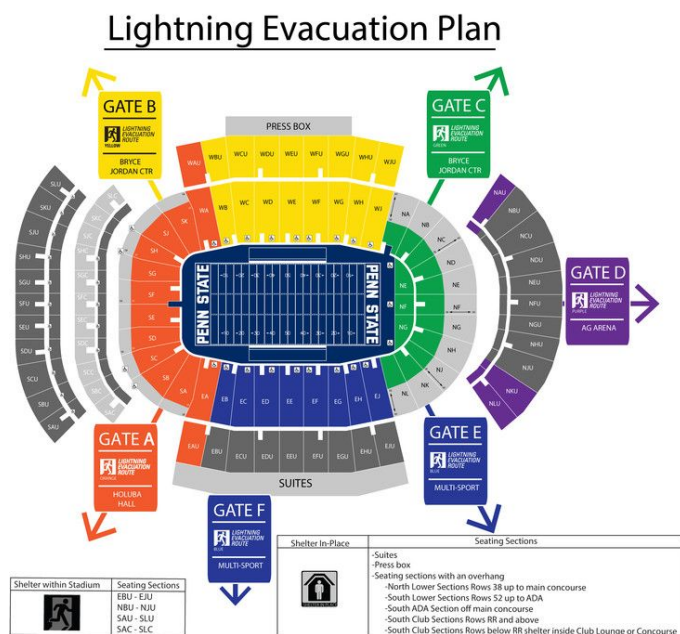 Lightning Evacuation Plan
GATE B
LIGHTNING
EVACUATION
ROUTE
YELLOW
BRYCE
JORDAN CTR
PRESS BOX
GATE C
LIGHTNING
EVACUATION
ROUTE
GREEN
BRYCE
JORDAN CTR
WAU WBU WCU WDU WEU WFU WGU WHU WJU
WA WB WC WD WE WF WG WH WJ
SLU
SKU
SJU
SHU
SGU
SFU
SEU
SDU
SCU
SBU
SAU
SLC
SKC
SAC
SK
SJ
SH
SG
SF
SE
SD
SC
SB
SA
PENN STATE
PENN STATE
NA
NB
NC
ND
NE
NF
NG
NH
NJ
NK
NL
NE
NF
NG
NAU
NBU
NCU
NDU
NEU
NFU
NGU
NHU
NJU
NKU
NLU
GATE D
LIGHTNING
EVACUATION
ROUTE
PURPLE
AG ARENA
EA EB EC ED EE EF EG EH EJ
EAU EBU ECU EDU EEU EFU EGU EHU EJU
SUITES
GATE A
LIGHTNING
EVACUATION
ROUTE
ORANGE
HOLUBA
HALL
GATE E
LIGHTNING
EVACUATION
ROUTE
BLUE
MULTI-SPORT
GATE F
LIGHTNING
EVACUATION
ROUTE
BLUE
MULTI-SPORT
Shelter In-Place Seating Sections
-Suites
-Press box
-Seating sections with an overhang
-North Lower Sections Rows 38 up to main concourse
-South Lower Sections Rows 52 up to ADA
-South ADA Section off main concourse
-South Club Sections Rows RR and above
-South Club Sections Rows below RR shelter inside Club Lounge or Concourse
SHELTER IN PLACE
Shelter within Stadium Seating Sections
EBU - EJU
NBU - NJU
SAU - SLU
SAC - SLC